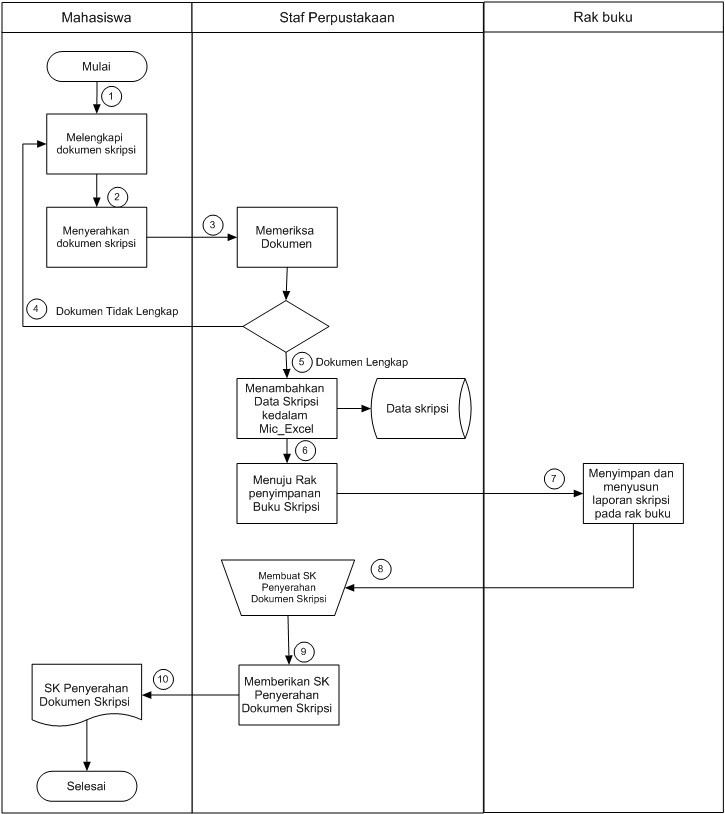 Mahasiswa
Staf Perpustakaan
Rak buku
Mulai
1
Melengkapi
dokumen skripsi
2
Menyerahkan
dokumen skripsi
3
Memeriksa
Dokumen
4
Dokumen Tidak Lengkap
5
Dokumen Lengkap
Menambahkan
Data Skripsi
kedalam
Mic_Excel
Data skripsi
6
Menuju Rak
penyimpanan
Buku Skripsi
7
Menyimpan dan
menyusun
laporan skripsi
pada rak buku
8
Membuat SK
Penyerahan
Dokumen Skripsi
9
Memberikan SK
Penyerahan
Dokumen Skripsi
10
SK Penyerahan
Dokumen Skripsi
Selesai